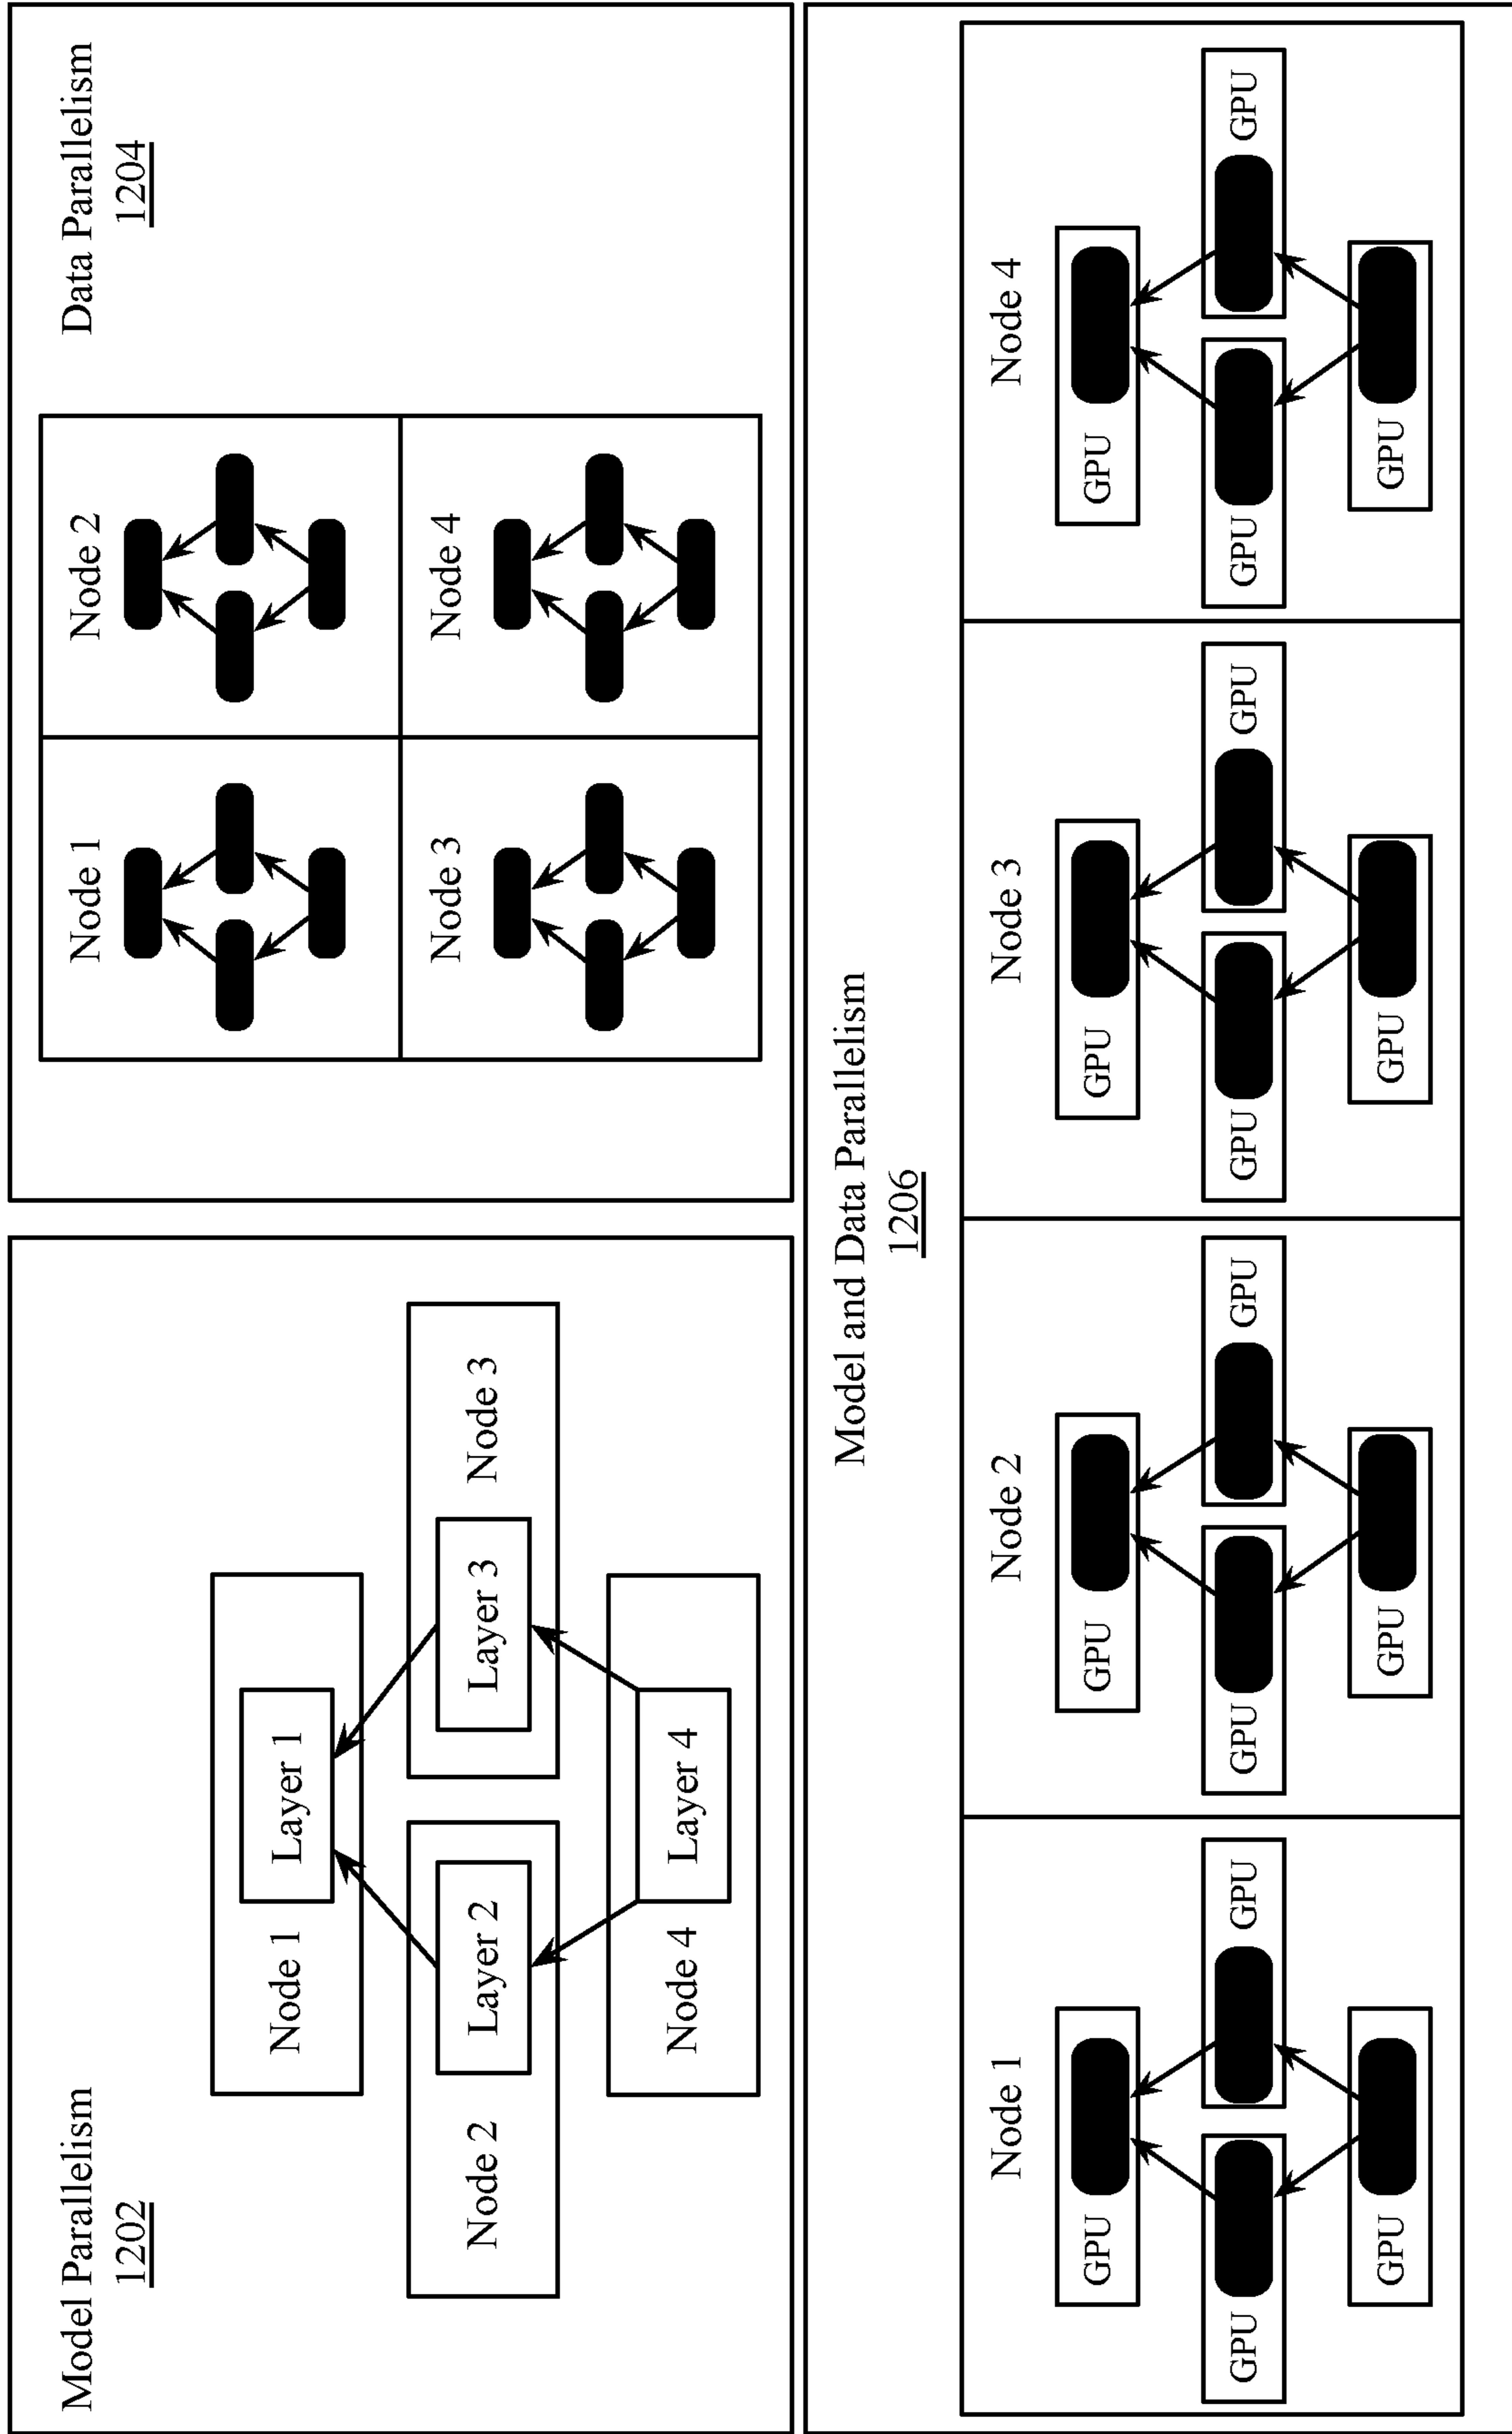 Model Parallelism
1202
Node 1
Layer 1
Node 2
Layer 2
Layer 3
Node 3
Node 4
Layer 4
Data Parallelism
1204
Node 1
Node 2
Node 3
Node 4
Model and Data Parallelism
1206
Node 1
GPU
GPU
GPU
GPU
Node 2
GPU
GPU
GPU
GPU
Node 3
GPU
GPU
GPU
GPU
Node 4
GPU
GPU
GPU
GPU